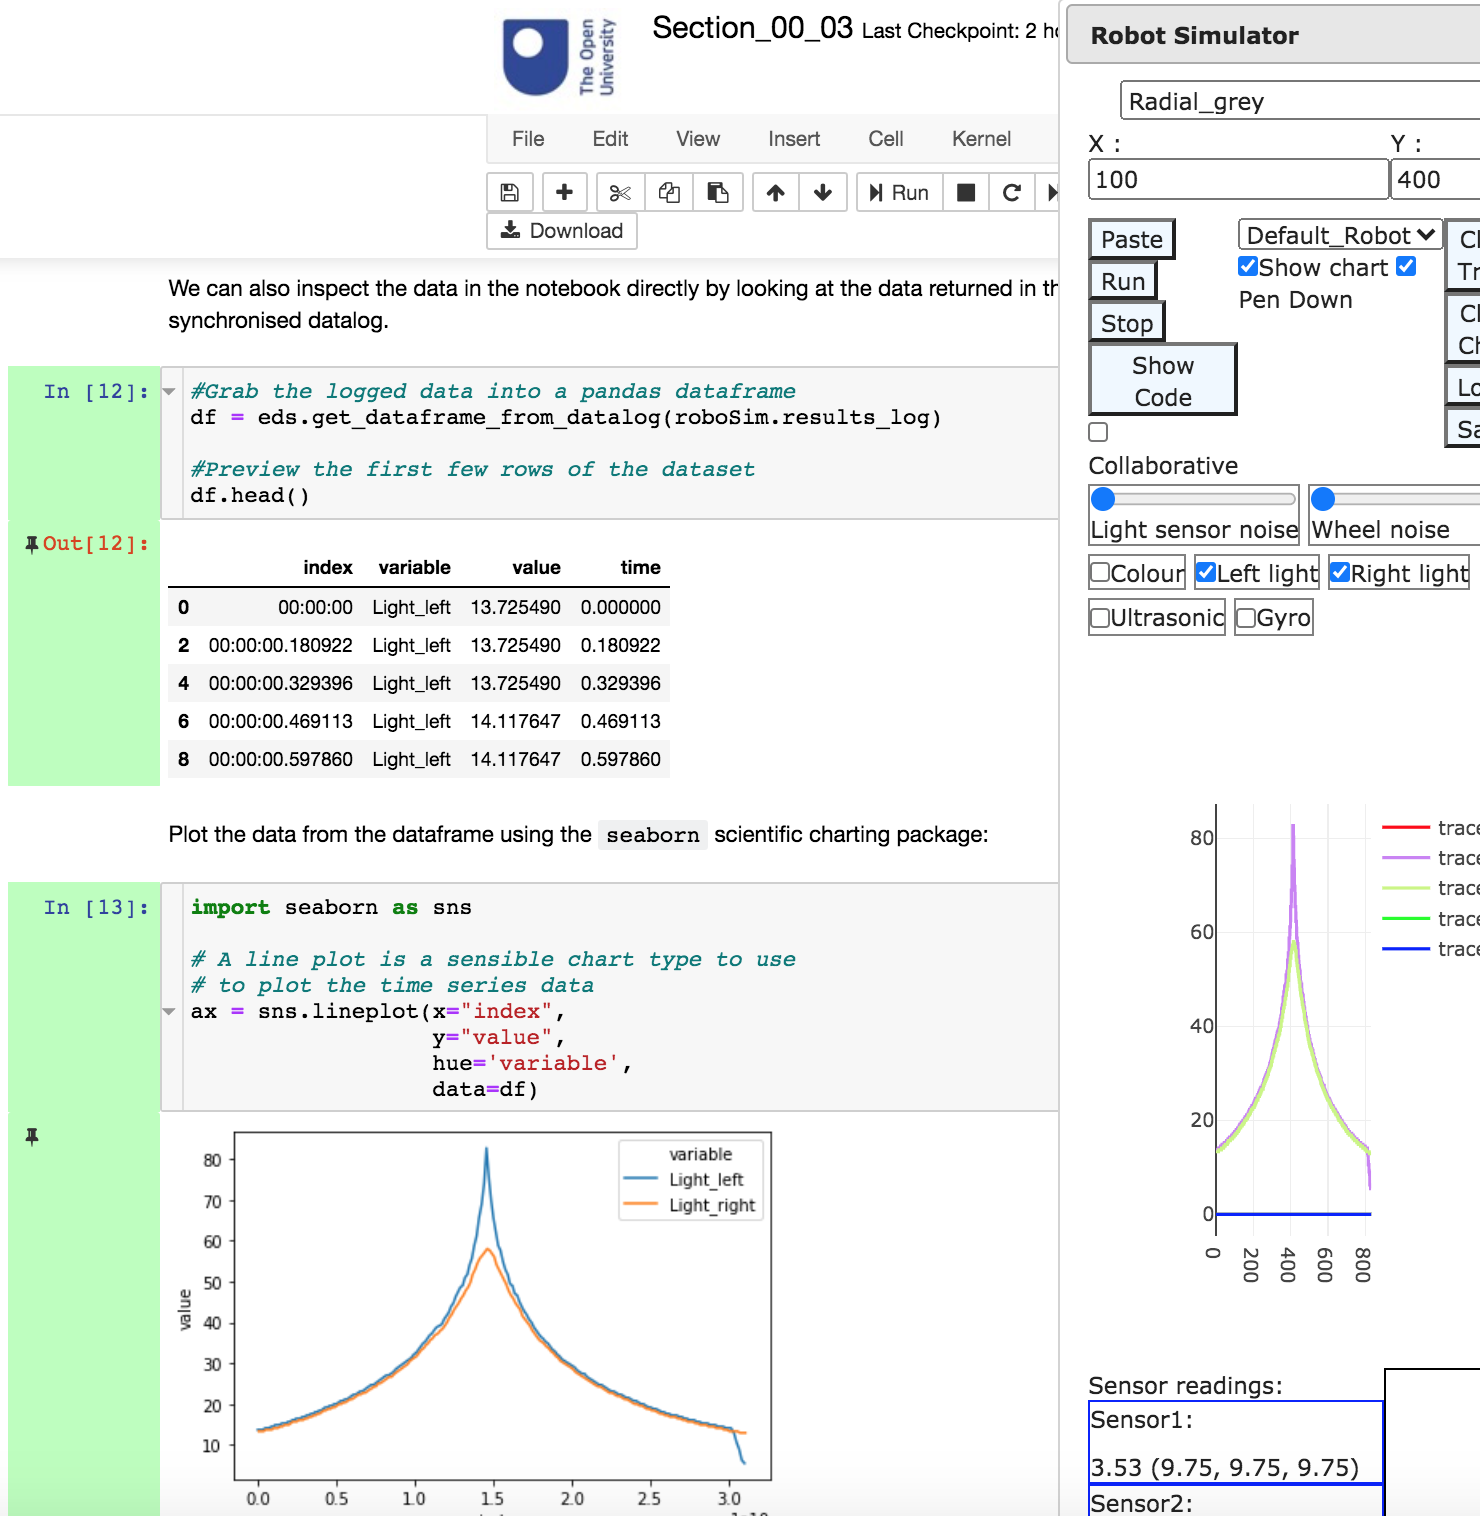 The Open
University
Section_00_03 Last Checkpoint: 2 h
File Edit View Insert Cell Kernel
Run
Download
We can also inspect the data in the notebook directly by looking at the data returned in th
synchronised datalog.
In [12]:
#Grab the logged data into a pandas dataframe
df = eds.get_dataframe_from_datalog(roboSim.results_log)
#Preview the first few rows of the dataset
df.head()
Out[12]:
index variable value time
0 00:00:00 Light_left 13.725490 0.000000
2 00:00:00.180922 Light_left 13.725490 0.180922
4 00:00:00.329396 Light_left 13.725490 0.329396
6 00:00:00.469113 Light_left 14.117647 0.469113
8 00:00:00.597860 Light_left 14.117647 0.597860
Plot the data from the dataframe using the seaborn scientific charting package:
In [13]:
import seaborn as sns
# A line plot is a sensible chart type to use
# to plot the time series data
ax = sns.lineplot(x="index",
y="value",
hue='variable',
data=df)
variable
Light_left
Light_right
value
80
70
60
50
40
30
20
10
0.0 0.5 1.0 1.5 2.0 2.5 3.0
Robot Simulator
Radial_grey
X : Y :
100 400
Paste
Run
Stop
Show
Code
Default_Robot
Show chart
Pen Down
Cl
Tr
Cl
Ch
Lo
Sa
Collaborative
Light sensor noise Wheel noise
Colour Left light Right light
Ultrasonic Gyro
80
60
40
20
0
0 200 400 600 800
trace
trace
trace
trace
trace
Sensor readings:
Sensor1:
3.53 (9.75, 9.75, 9.75)
Sensor2: